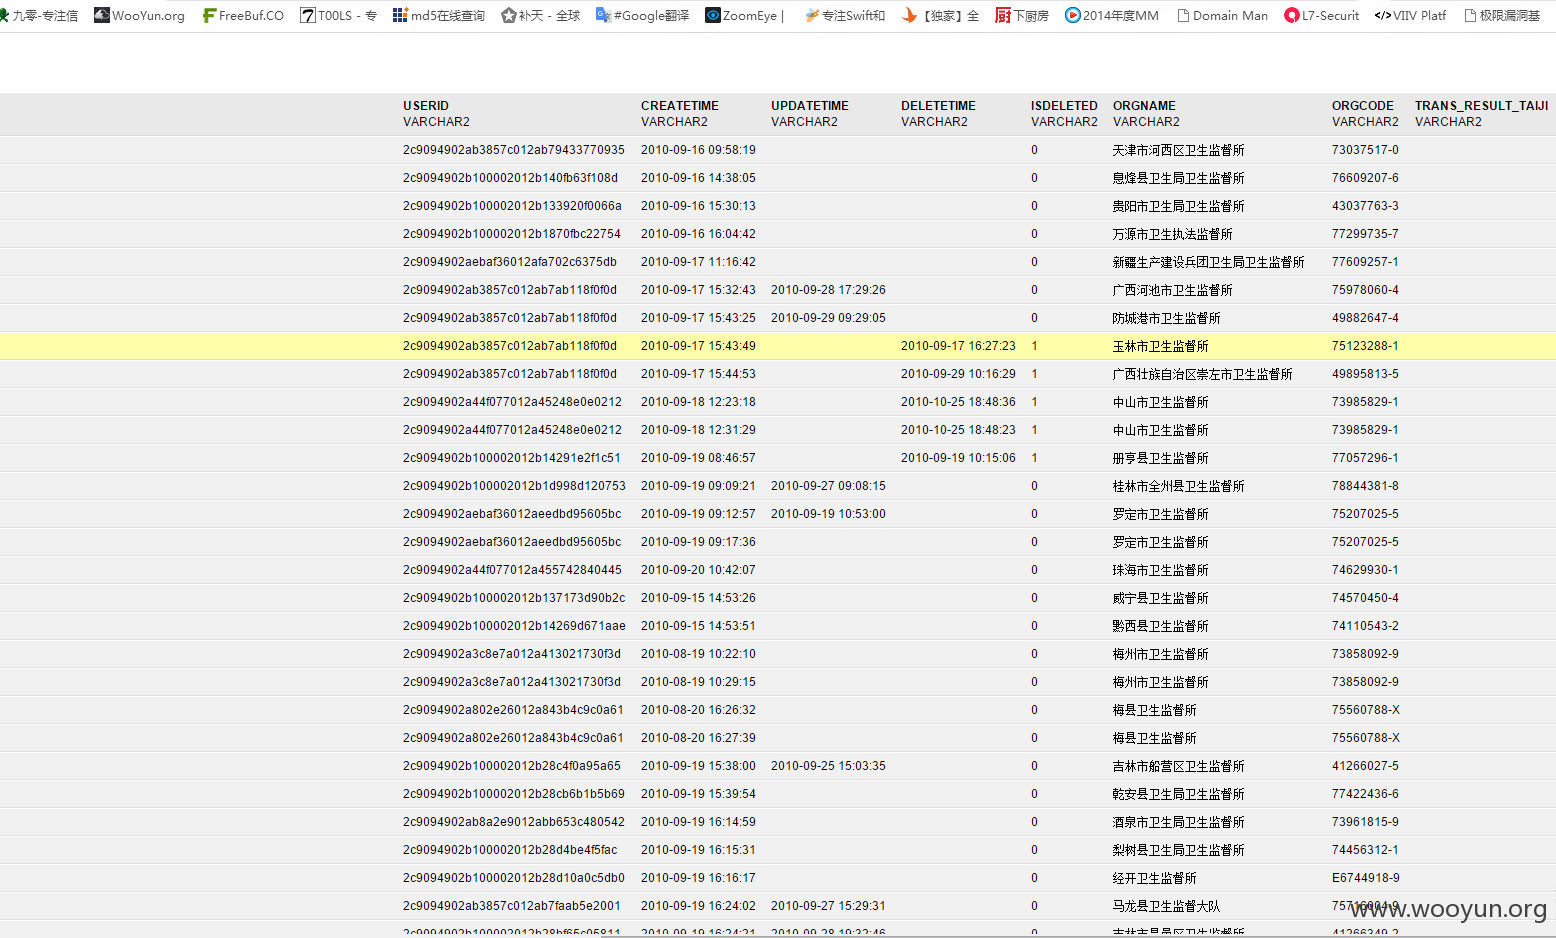 九零-专注信 WooYun.org FreeBuf.CO T00LS - 专 md5在线查询 补天 - 全球 #Google翻译 ZoomEye | 专注Swift和 【独家】全 下厨房 2014年度MM Domain Man L7-Securit VIIV Platf 极限漏洞基
USERID CREATETIME UPDATETIME DELETETIME ISDELETED ORGNAME ORGCODE TRANS_RESULT_TAIJI
VARCHAR2 VARCHAR2 VARCHAR2 VARCHAR2 VARCHAR2 VARCHAR2 VARCHAR2 VARCHAR2
2c9094902ab3857c012ab79433770935 2010-09-16 09:58:19 0 天津市河西区卫生监督所 73037517-0
2c9094902b100002012b140fb63f108d 2010-09-16 14:38:05 0 息烽县卫生局卫生监督所 76609207-6
2c9094902b100002012b133920f0066a 2010-09-16 15:30:13 0 贵阳市卫生局卫生监督所 43037763-3
2c9094902b100002012b1870fbc22754 2010-09-16 16:04:42 0 万源市卫生执法监督所 77299735-7
2c9094902aebaf36012afa702c6375db 2010-09-17 11:16:42 0 新疆生产建设兵团卫生局卫生监督所 77609257-1
2c9094902ab3857c012ab7ab118f0f0d 2010-09-17 15:32:43 2010-09-28 17:29:26 0 广西河池市卫生监督所 75978060-4
2c9094902ab3857c012ab7ab118f0f0d 2010-09-17 15:43:25 2010-09-29 09:29:05 0 防城港市卫生监督所 49882647-4
2c9094902ab3857c012ab7ab118f0f0d 2010-09-17 15:43:49 2010-09-17 16:27:23 1 玉林市卫生监督所 75123288-1
2c9094902ab3857c012ab7ab118f0f0d 2010-09-17 15:44:53 2010-09-29 10:16:29 1 广西壮族自治区崇左市卫生监督所 49895813-5
2c9094902a44f077012a45248e0e0212 2010-09-18 12:23:18 2010-10-25 18:48:36 1 中山市卫生监督所 73985829-1
2c9094902a44f077012a45248e0e0212 2010-09-18 12:31:29 2010-10-25 18:48:23 1 中山市卫生监督所 73985829-1
2c9094902b100002012b14291e2f1c51 2010-09-19 08:46:57 2010-09-19 10:15:06 1 册亨县卫生监督所 77057296-1
2c9094902b100002012b1d998d120753 2010-09-19 09:09:21 2010-09-27 09:08:15 0 桂林市全州县卫生监督所 78844381-8
2c9094902aebaf36012aeedbd95605bc 2010-09-19 09:12:57 2010-09-19 10:53:00 0 罗定市卫生监督所 75207025-5
2c9094902aebaf36012aeedbd95605bc 2010-09-19 09:17:36 0 罗定市卫生监督所 75207025-5
2c9094902a44f077012a455742840445 2010-09-20 10:42:07 0 珠海市卫生监督所 74629930-1
2c9094902b100002012b137173d90b2c 2010-09-15 14:53:26 0 威宁县卫生监督所 74570450-4
2c9094902b100002012b14269d671aae 2010-09-15 14:53:51 0 黔西县卫生监督所 74110543-2
2c9094902a3c8e7a012a413021730f3d 2010-08-19 10:22:10 0 梅州市卫生监督所 73858092-9
2c9094902a3c8e7a012a413021730f3d 2010-08-19 10:29:15 0 梅州市卫生监督所 73858092-9
2c9094902a802e26012a843b4c9c0a61 2010-08-20 16:26:32 0 梅县卫生监督所 75560788-X
2c9094902a802e26012a843b4c9c0a61 2010-08-20 16:27:39 0 梅县卫生监督所 75560788-X
2c9094902b100002012b28c4f0a95a65 2010-09-19 15:38:00 2010-09-25 15:03:35 0 吉林市船营区卫生监督所 41266027-5
2c9094902b100002012b28cb6b1b5b69 2010-09-19 15:39:54 0 乾安县卫生局卫生监督所 77422436-6
2c9094902ab8a2e9012abb653c480542 2010-09-19 16:14:59 0 酒泉市卫生局卫生监督所 73961815-9
2c9094902b100002012b28d4be4f5fac 2010-09-19 16:15:31 0 梨树县卫生局卫生监督所 74456312-1
2c9094902b100002012b28d10a0c5db0 2010-09-19 16:16:17 0 经开卫生监督所 E6744918-9
2c9094902ab3857c012ab7faab5e2001 2010-09-19 16:24:02 2010-09-27 15:29:31 0 马龙县卫生监督大队
www.wooyun.org